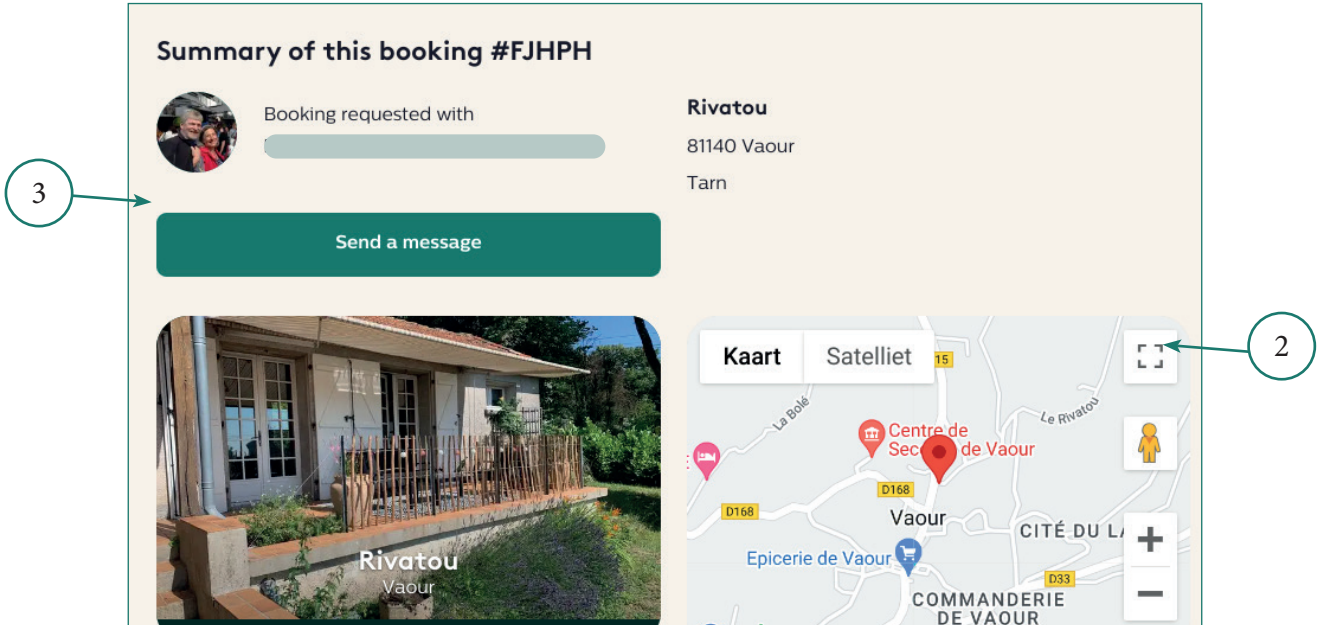 Summary of this booking #FJHPH
Booking requested with
Rivatou
81140 Vaour
Tarn
3
Send a message
Rivatou
Vaour
Kaart
Satelliet
15
2
La Bolé
Le Rivatou
Centre de
de Vaour
D168
D168
Vaour
CITÉ DU
Epicerie de Vaour
D33
COMMANDERIE
DE VAOUR